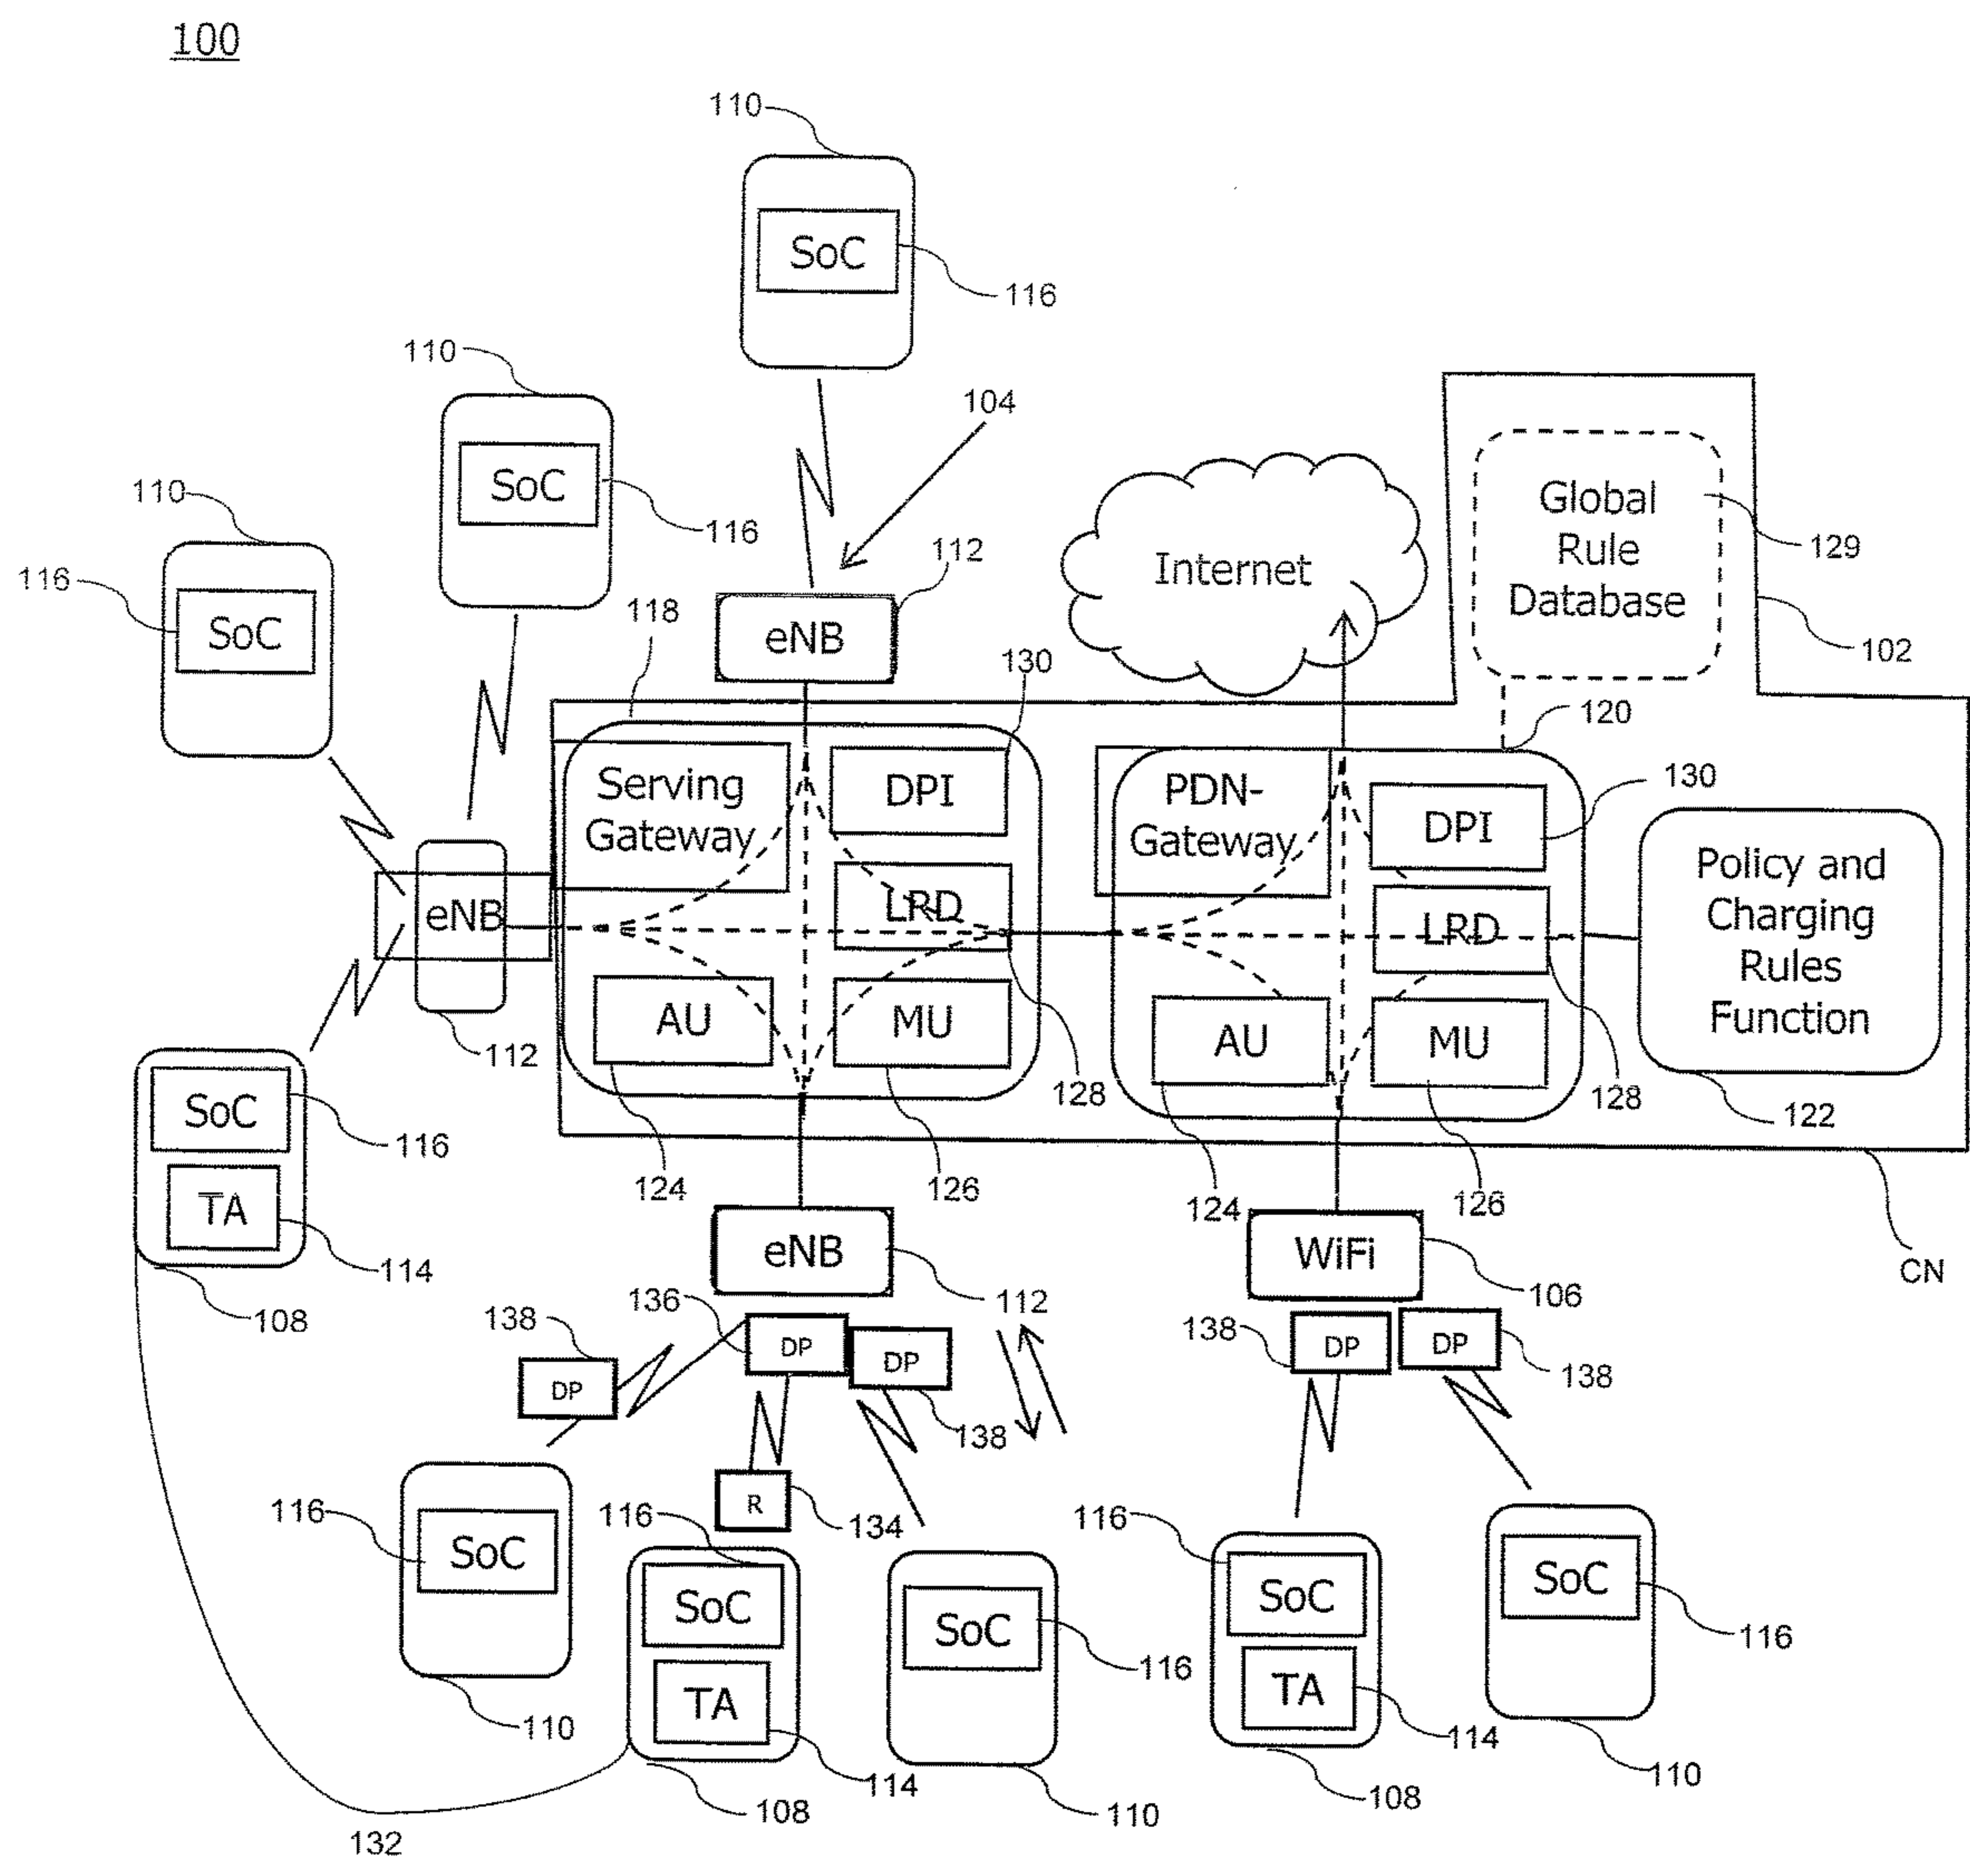 100
110
SoC
116
110
SoC
116
104
110
SoC
116
112
eNB
118
Internet
Global
Rule
Database
129
102
130
120
Serving
Gateway
DPI
LRD
AU
MU
PDN-
Gateway
130
DPI
LRD
AU
MU
Policy and
Charging
Rules
Function
eNB
112
128
128
122
124
126
124
126
CN
SoC
116
TA
114
108
eNB
112
WiFi
106
136
138
DP
DP
DP
138
138
DP
DP
138
R
134
116
SoC
110
116
SoC
TA
114
108
SoC
116
110
116
SoC
TA
114
108
SoC
116
110
132